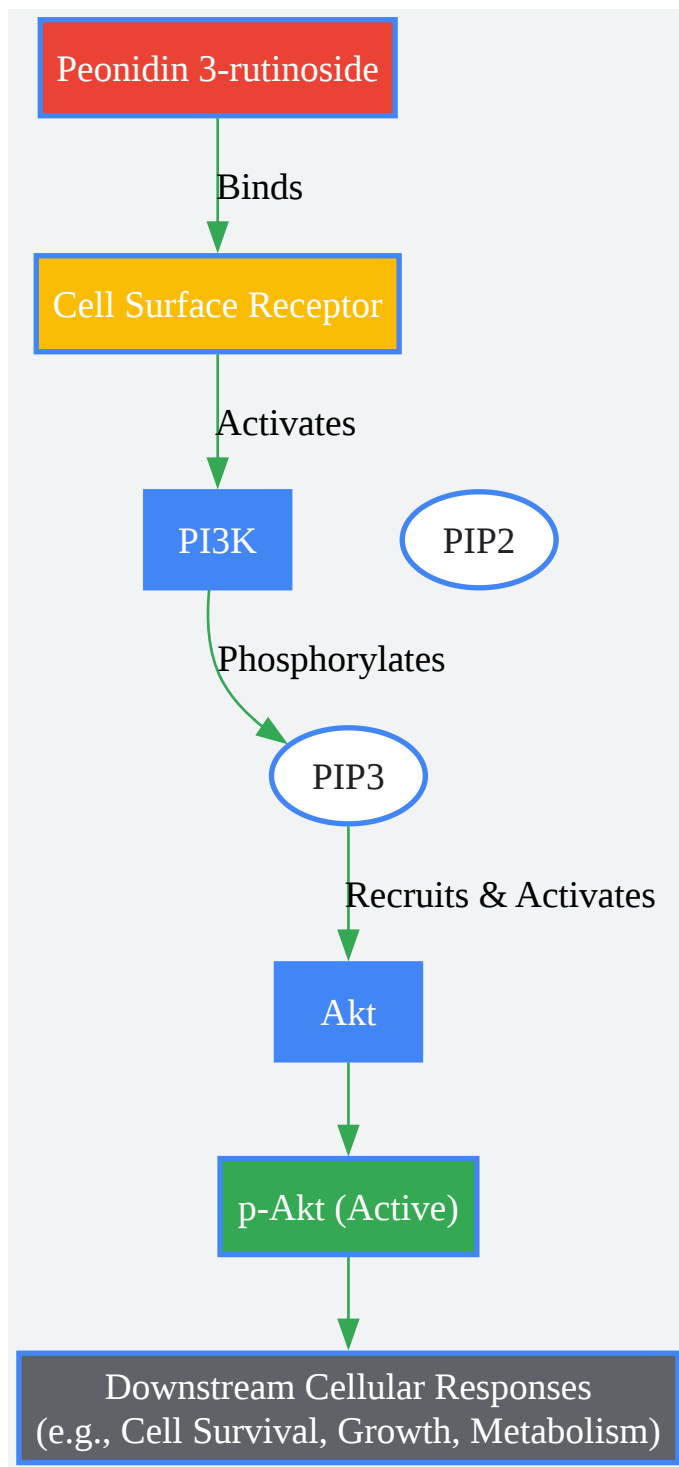 Peonidin 3-rutinoside
Binds
Cell Surface Receptor
Activates
PI3K
PIP2
Phosphorylates
PIP3
Recruits & Activates
Akt
p-Akt (Active)
Downstream Cellular Responses
(e.g., Cell Survival, Growth, Metabolism)